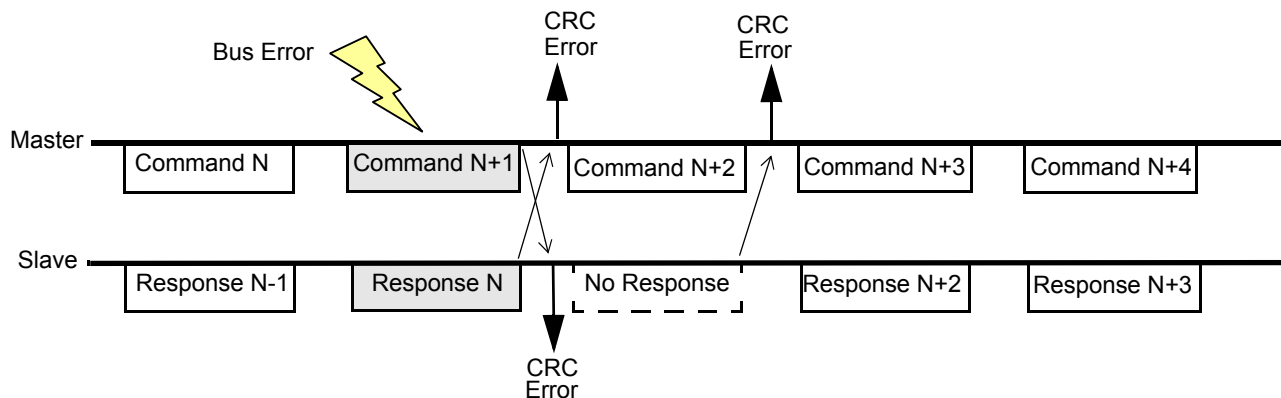 CRC
Error
CRC
Error
Bus Error
Master
Command N
Command N+1
Command N+2
Command N+3
Command N+4
Slave
Response N-1
Response N
No Response
Response N+2
Response N+3
CRC
Error